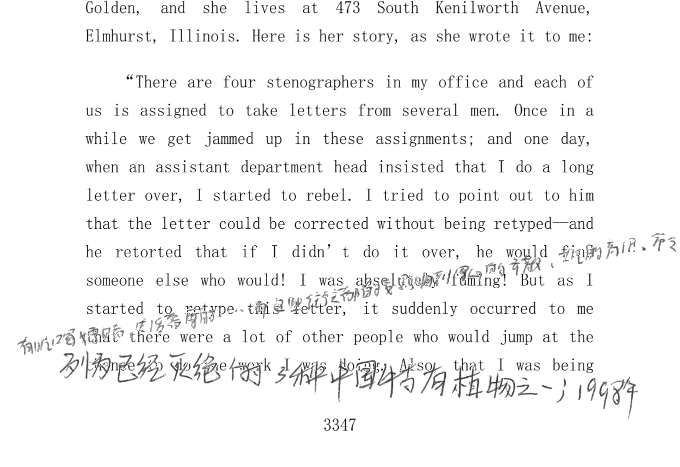 Golden, and she lives at 473 South Kenilworth Avenue,
Elmhurst, Illinois. Here is her story, as she wrote it to me:
“There are four stenographers in my office and each of
us is assigned to take letters from several men. Once in a
while we get jammed up in these assignments; and one day,
when an assistant department head insisted that I do a long
letter over, I started to rebel. I tried to point out to him
that the letter could be corrected without being retyped—and
he retorted that if I didn’t do it over, he would find
someone else who would! I was absolutely fuming! But as I
started to retype this letter, it suddenly occurred to me
that there were a lot of other people who would jump at the
chance to do the work I was doing. Also, that I was being
列为已经灭绝的3种中国特有植物之一；1998年
3347